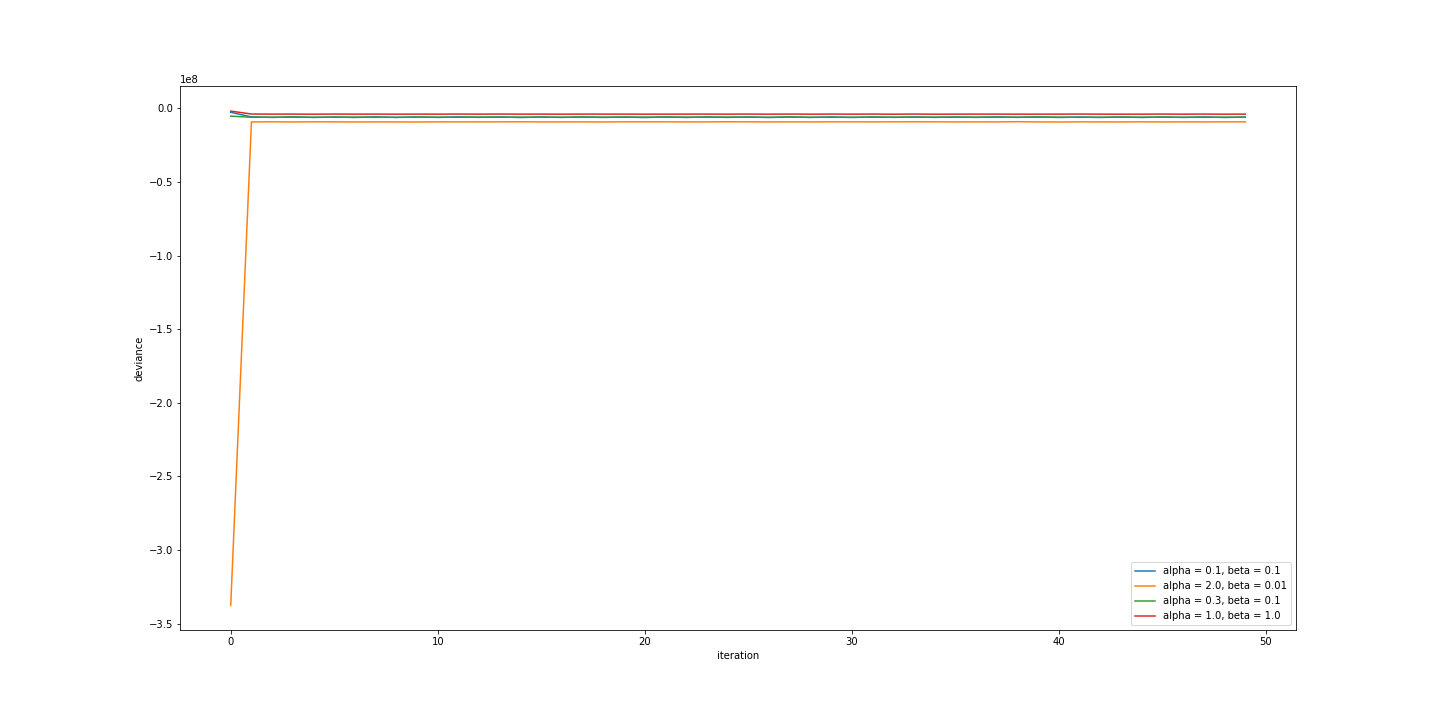 1e8
0.0
−0.5
−1.0
−1.5
−2.0
−2.5
−3.0
−3.5
deviance
0 10 20 30 40 50
iteration
alpha = 0.1, beta = 0.1
alpha = 2.0, beta = 0.01
alpha = 0.3, beta = 0.1
alpha = 1.0, beta = 1.0